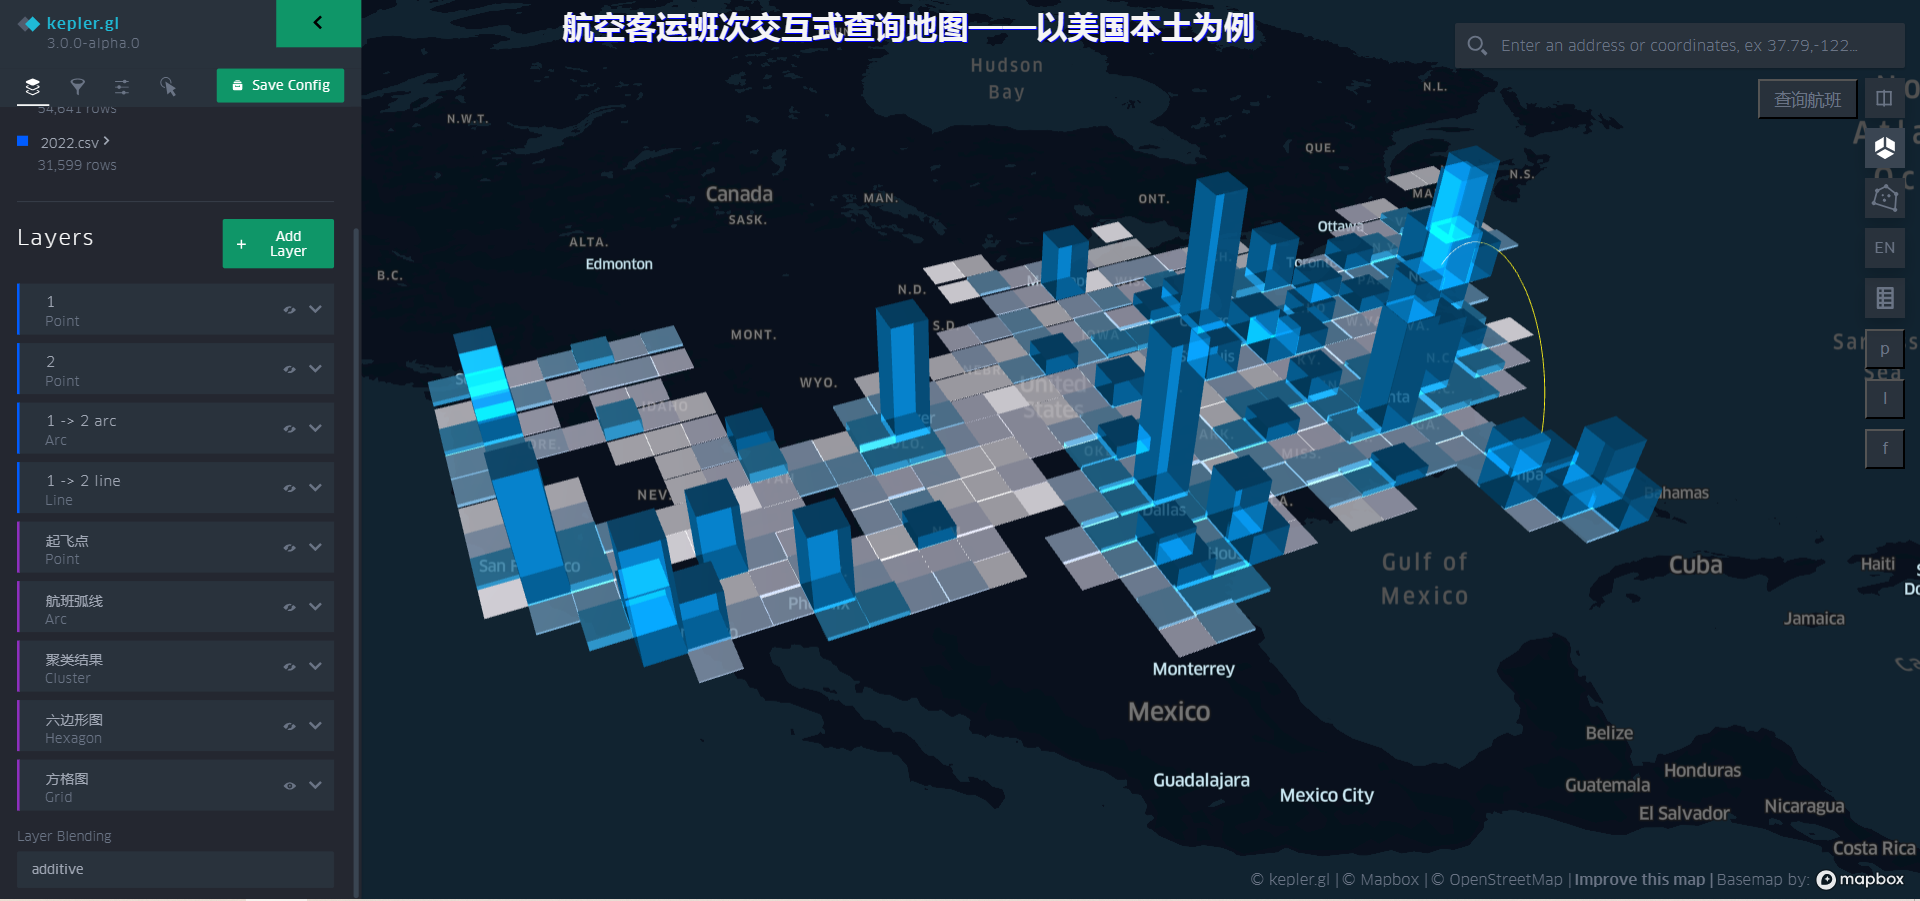 kepler.gl
3.0.0-alpha.0
航空客运班次交互式查询地图——以美国本土为例
Enter an address or coordinates, ex 37.79,-122...
Save Config
54,641 rows
2022.csv
31,599 rows
Layers
Add Layer
1
Point
2
Point
1 -> 2 arc
Arc
1 -> 2 line
Line
起飞点
Point
航班弧线
Arc
聚类结果
Cluster
六边形图
Hexagon
方格图
Grid
Layer Blending
additive
查询航班
EN
p
l
f
Hudson
Bay
N.L.
N.W.T.
QUE.
N.S.
Canada
MAN.
ONT.
SASK.
Ottawa
ALTA.
Edmonton
B.C.
N.D.
S.D.
MONT.
WYO.
IDAHO
United
States
NEV.
Dallas
Bahamas
Gulf of
Mexico
Cuba
Haiti
Jamaica
Monterrey
Mexico
Guadalajara
Mexico City
Belize
Guatemala
Honduras
El Salvador
Nicaragua
Costa Rica
© kepler.gl | © Mapbox | © OpenStreetMap | Improve this map | Basemap by: mapbox